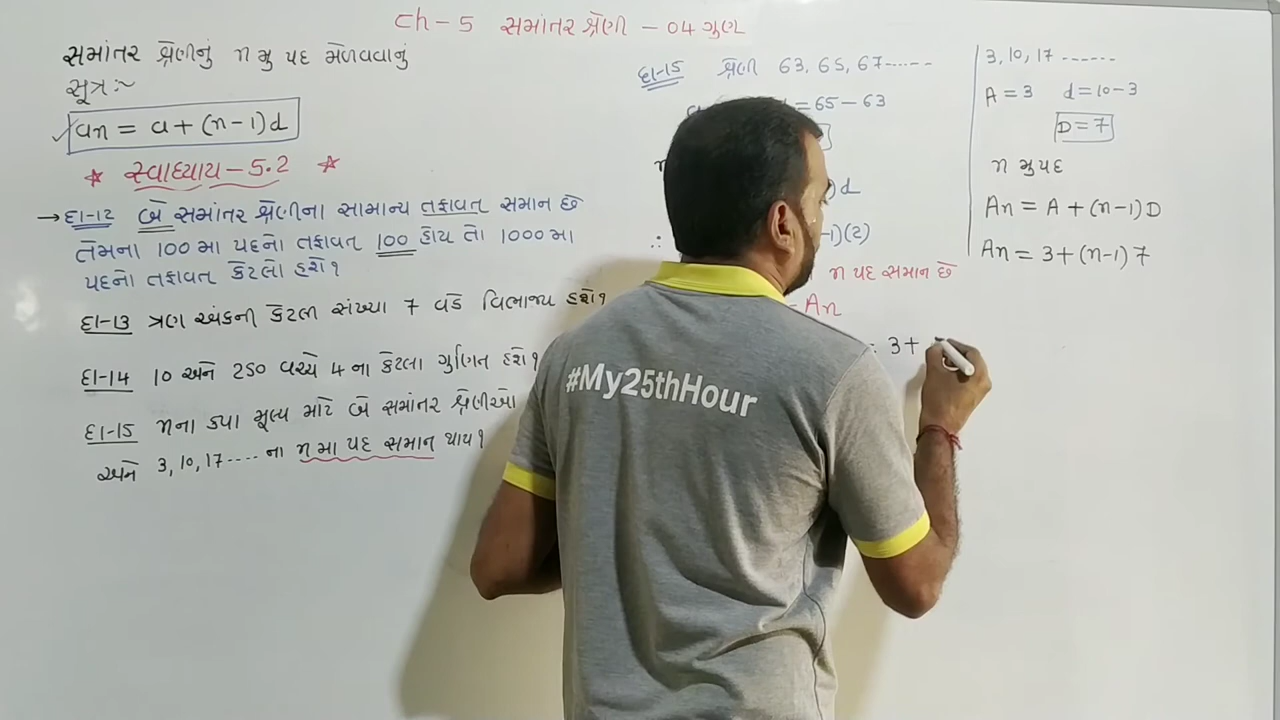 Ch-5 સમાંતર શ્રેણી - 04 ગુણ
સમાંતર શ્રેણીનું n મુ પદ મેળવવાનું
સૂત્ર :~
an = a + (n-1)d
* સ્વાધ્યાય - 5.2 *
→ દા-12 બે સમાંતર શ્રેણીના સામાન્ય તફાવત સમાન છે
તેમના 100 મા પદનો તફાવત 100 હોય તો 1000 મા
પદનો તફાવત કેટલો હશે?
દા-13 ત્રણ અંકની કેટલી સંખ્યા 7 વડે વિભાજ્ય હશે?
દા-14 10 અને 250 વચ્ચે 4 ના કેટલા ગુણિત હશે?
દા-15 nના કયા મૂલ્ય માટે બે સમાંતર શ્રેણીઓ
અને 3, 10, 17 .... ના n મા પદ સમાન થાય?
દા-15 શ્રેણી 63, 65, 67......
= 65 - 63
)d
∴ -1)(2)
n પદ સમાન છે
An
= 3+
3, 10, 17 ......
A = 3 d = 10-3
D = 7
n મુ પદ
An = A + (n-1) D
An = 3 + (n-1) 7
#My25thHour